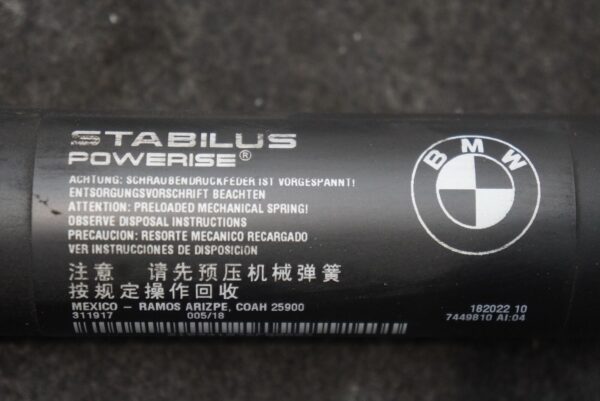 STABILUS
POWERISE®
ACHTUNG: SCHRAUBENDRUCKFEDER IST VORGESPANNT!
ENTSORGUNGSVORSCHRIFT BEACHTEN
ATTENTION: PRELOADED MECHANICAL SPRING!
OBSERVE DISPOSAL INSTRUCTIONS
PRECAUCION: RESORTE MECANICO RECARGADO
VER INSTRUCCIONES DE DISPOSICION
注意 请先预压机械弹簧
按规定操作回收
MEXICO – RAMOS ARIZPE, COAH 25900
311917 005/18
BMW
182022 10
7449810 AI:04